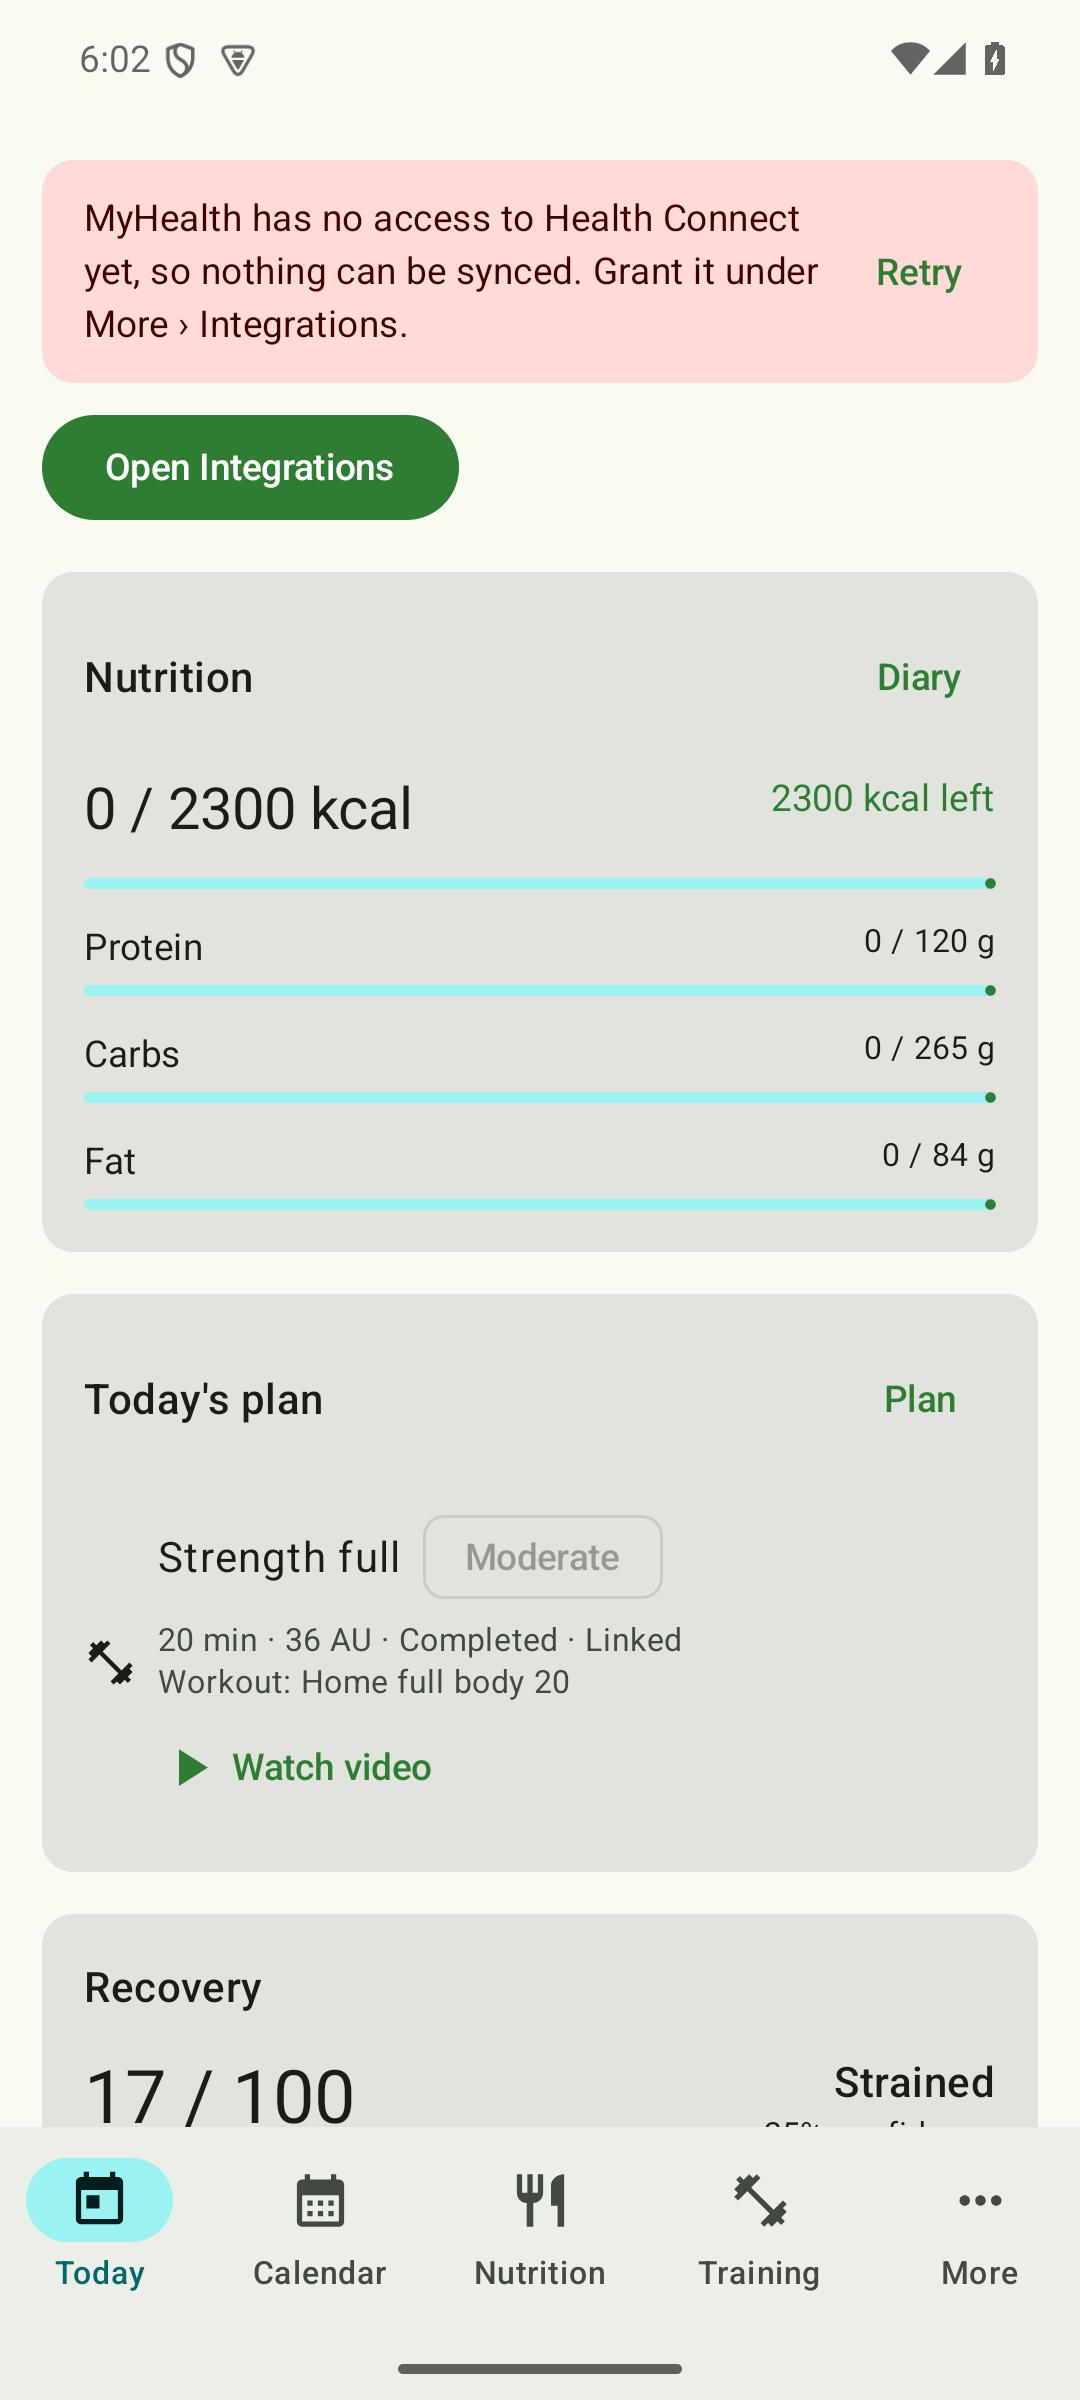 6:02
MyHealth has no access to Health Connect
yet, so nothing can be synced. Grant it under
More › Integrations.
Retry
Open Integrations
Nutrition
Diary
0 / 2300 kcal
2300 kcal left
Protein
0 / 120 g
Carbs
0 / 265 g
Fat
0 / 84 g
Today's plan
Plan
Strength full
Moderate
20 min · 36 AU · Completed · Linked
Workout: Home full body 20
Watch video
Recovery
17 / 100
Strained
Today
Calendar
Nutrition
Training
More